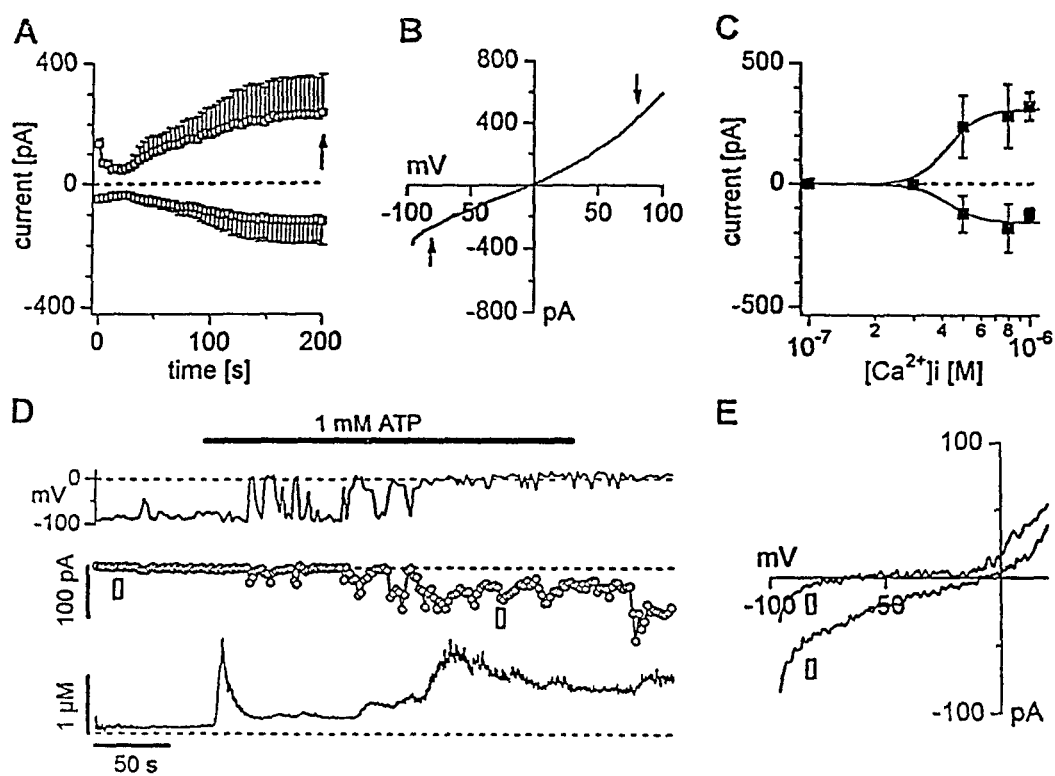 A
400
0
-400
current [pA]
0
100
200
time [s]
B
800
400
mV
-100
-50
50
100
-400
-800
pA
C
500
0
-500
current [pA]
10-7
2
4
6
8
10-6
[Ca2+]i [M]
D
1 mM ATP
0
mV
-100
100 pA
1 µM
50 s
E
100
mV
-100
-50
-100
pA